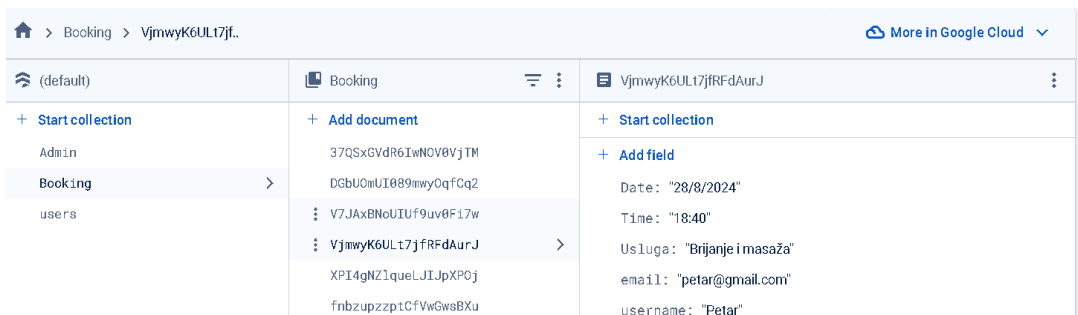 Booking > VjmwyK6ULt7jf..
More in Google Cloud
(default)
Booking
VjmwyK6ULt7jfRFdAurJ
+ Start collection
Admin
Booking
users
+ Add document
37QSxGVdR6IwNOV0VjTM
DGbUOmUI089mwyOqfCq2
V7JAxBNoUIUf9uv0Fi7w
VjmwyK6ULt7jfRFdAurJ
XPI4gNZlqueLJIJpXPOj
fnbzupzzptCfVwGwsBXu
+ Start collection
+ Add field
Date: "28/8/2024"
Time: "18:40"
Usluga: "Brijanje i masaža"
email: "petar@gmail.com"
username: "Petar"